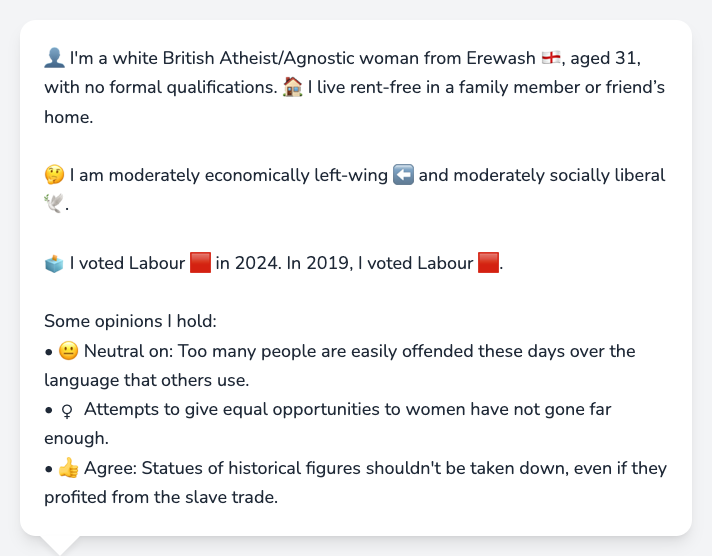 👤 I'm a white British Atheist/Agnostic woman from Erewash 🏴󠁧󠁢󠁥󠁮󠁧󠁿, aged 31,
with no formal qualifications. 🏠 I live rent-free in a family member or friend’s
home.
🤔 I am moderately economically left-wing ⬅️ and moderately socially liberal
🕊️.
🗳️ I voted Labour 🟥 in 2024. In 2019, I voted Labour 🟥.
Some opinions I hold:
• 😐 Neutral on: Too many people are easily offended these days over the
language that others use.
• ♀ Attempts to give equal opportunities to women have not gone far
enough.
• 👍 Agree: Statues of historical figures shouldn't be taken down, even if they
profited from the slave trade.